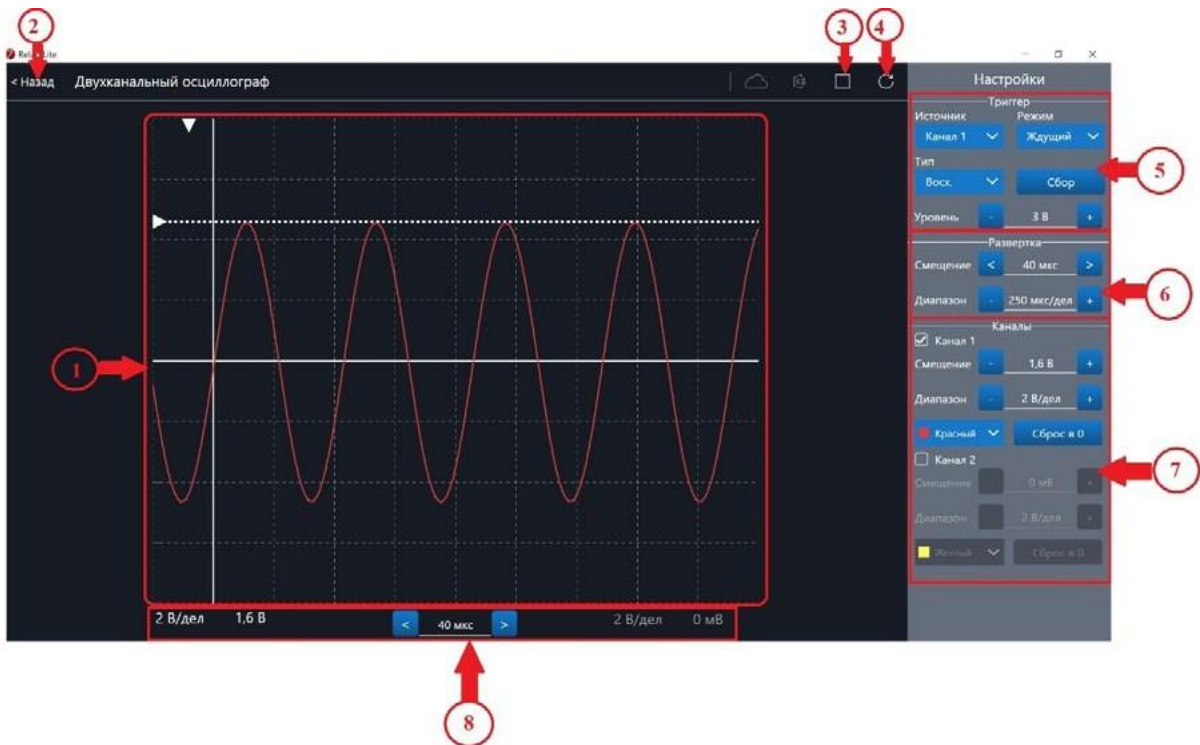 2
3
4
< Назад
Двухканальный осциллограф
Настройки
Триггер
Источник
Режим
Канал 1
Ждущий
Тип
Восх.
Сбор
5
Уровень
-
3 В
+
Развертка
Смещение
<
40 мкс
>
6
Диапазон
-
250 мкс/дел
+
Каналы
Канал 1
Смещение
-
1,6 В
+
1
Диапазон
-
2 В/дел
+
Красный
Сброс в 0
Канал 2
7
Смещение
0 мВ
Диапазон
2 В/дел
Желтый
Сброс в 0
2 В/дел
1,6 В
<
40 мкс
>
2 В/дел
0 мВ
8